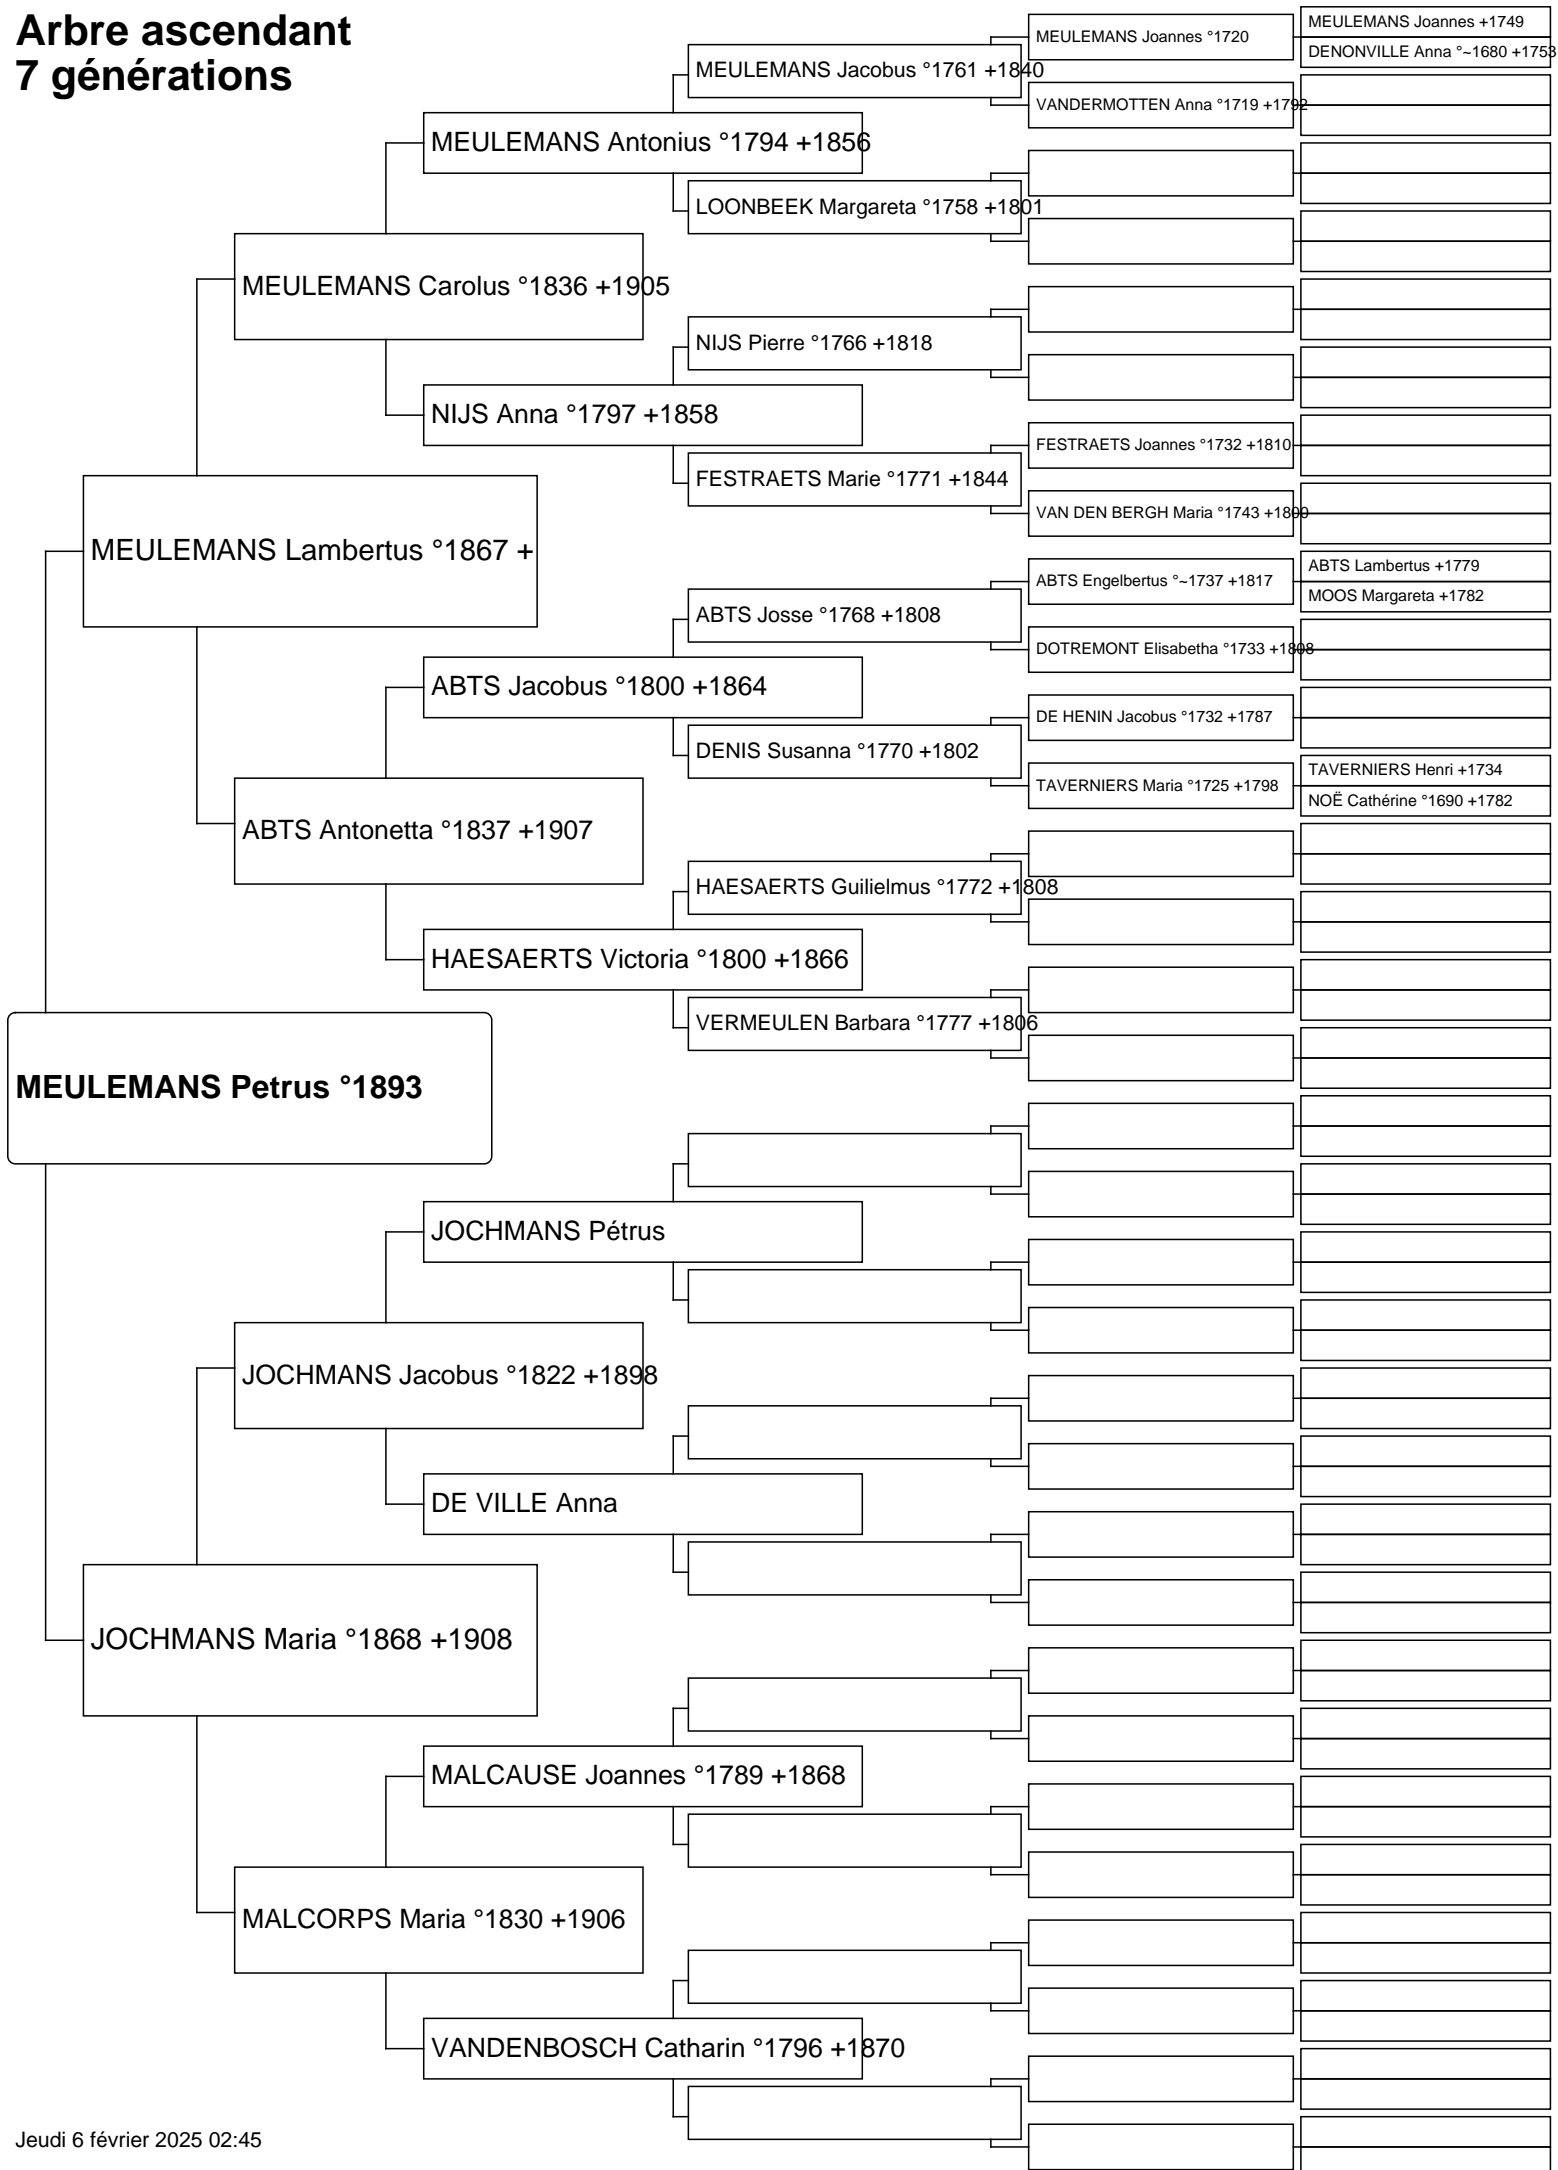 Arbre ascendant
7 générations
MEULEMANS Joannes °1720
MEULEMANS Joannes +1749
DENONVILLE Anna °~1680 +1753
MEULEMANS Jacobus °1761 +1840
VANDERMOTTEN Anna °1719 +1792
MEULEMANS Antonius °1794 +1856
LOONBEEK Margareta °1758 +1801
MEULEMANS Carolus °1836 +1905
NIJS Pierre °1766 +1818
NIJS Anna °1797 +1858
FESTRAETS Joannes °1732 +1810
FESTRAETS Marie °1771 +1844
VAN DEN BERGH Maria °1743 +1800
MEULEMANS Lambertus °1867 +
ABTS Engelbertus °~1737 +1817
ABTS Lambertus +1779
MOOS Margareta +1782
ABTS Josse °1768 +1808
DOTREMONT Elisabetha °1733 +1808
ABTS Jacobus °1800 +1864
DE HENIN Jacobus °1732 +1787
DENIS Susanna °1770 +1802
TAVERNIERS Maria °1725 +1798
TAVERNIERS Henri +1734
NOË Cathérine °1690 +1782
ABTS Antonetta °1837 +1907
HAESAERTS Guilielmus °1772 +1808
HAESAERTS Victoria °1800 +1866
VERMEULEN Barbara °1777 +1806
MEULEMANS Petrus °1893
JOCHMANS Pétrus
JOCHMANS Jacobus °1822 +1898
DE VILLE Anna
JOCHMANS Maria °1868 +1908
MALCAUSE Joannes °1789 +1868
MALCORPS Maria °1830 +1906
VANDENBOSCH Catharin °1796 +1870
Jeudi 6 février 2025 02:45